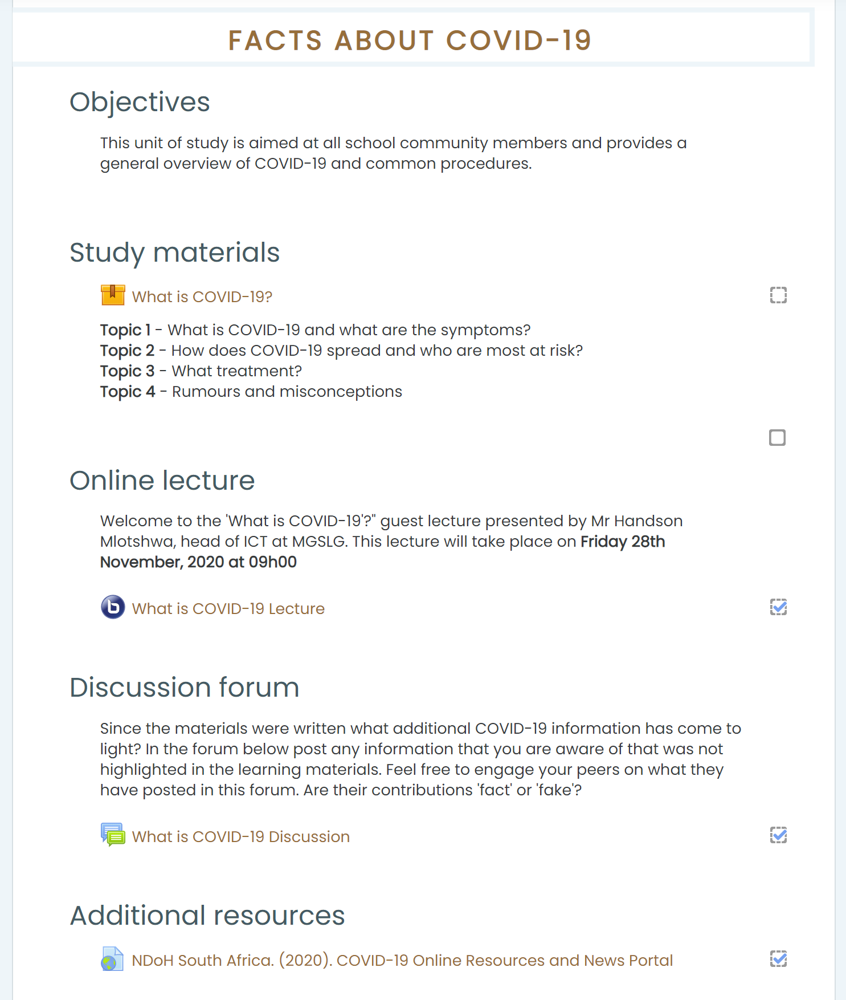 FACTS ABOUT COVID-19
Objectives
This unit of study is aimed at all school community members and provides a
general overview of COVID-19 and common procedures.
Study materials
What is COVID-19?
Topic 1 - What is COVID-19 and what are the symptoms?
Topic 2 - How does COVID-19 spread and who are most at risk?
Topic 3 - What treatment?
Topic 4 - Rumours and misconceptions
Online lecture
Welcome to the 'What is COVID-19'?" guest lecture presented by Mr Handson
Mlotshwa, head of ICT at MGSLG. This lecture will take place on Friday 28th
November, 2020 at 09h00
What is COVID-19 Lecture
Discussion forum
Since the materials were written what additional COVID-19 information has come to
light? In the forum below post any information that you are aware of that was not
highlighted in the learning materials. Feel free to engage your peers on what they
have posted in this forum. Are their contributions 'fact' or 'fake'?
What is COVID-19 Discussion
Additional resources
NDoH South Africa. (2020). COVID-19 Online Resources and News Portal